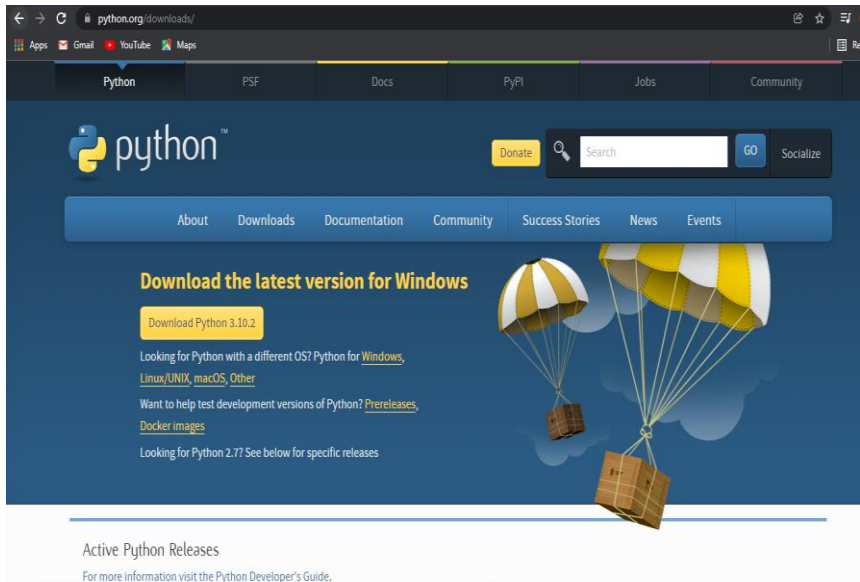 python.org/downloads/
Apps Gmail YouTube Maps
Python PSF Docs PyPI Jobs Community
python™
Donate Search GO Socialize
About Downloads Documentation Community Success Stories News Events
Download the latest version for Windows
Download Python 3.10.2
Looking for Python with a different OS? Python for Windows,
Linux/UNIX, macOS, Other
Want to help test development versions of Python? Prereleases,
Docker images
Looking for Python 2.7? See below for specific releases
Active Python Releases
For more information visit the Python Developer's Guide.